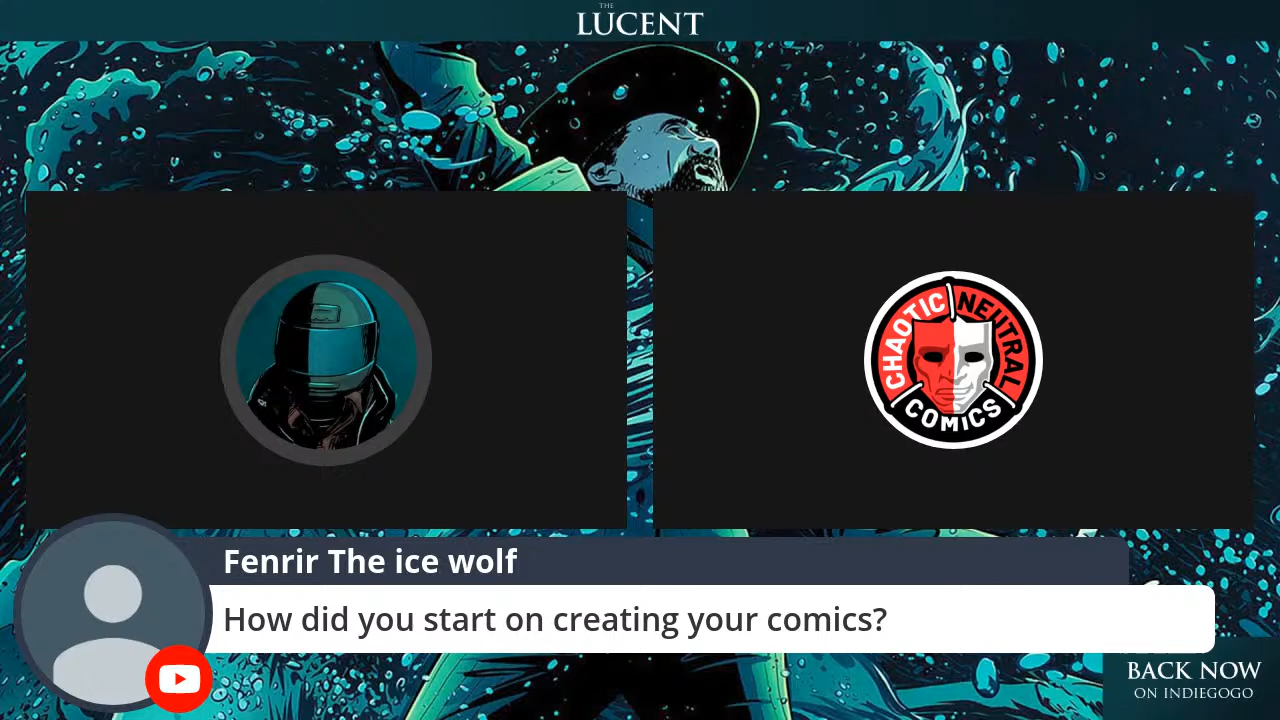 THE
LUCENT
CHAOTIC NEUTRAL
COMICS
Fenrir The ice wolf
How did you start on creating your comics?
BACK NOW
ON INDIEGOGO